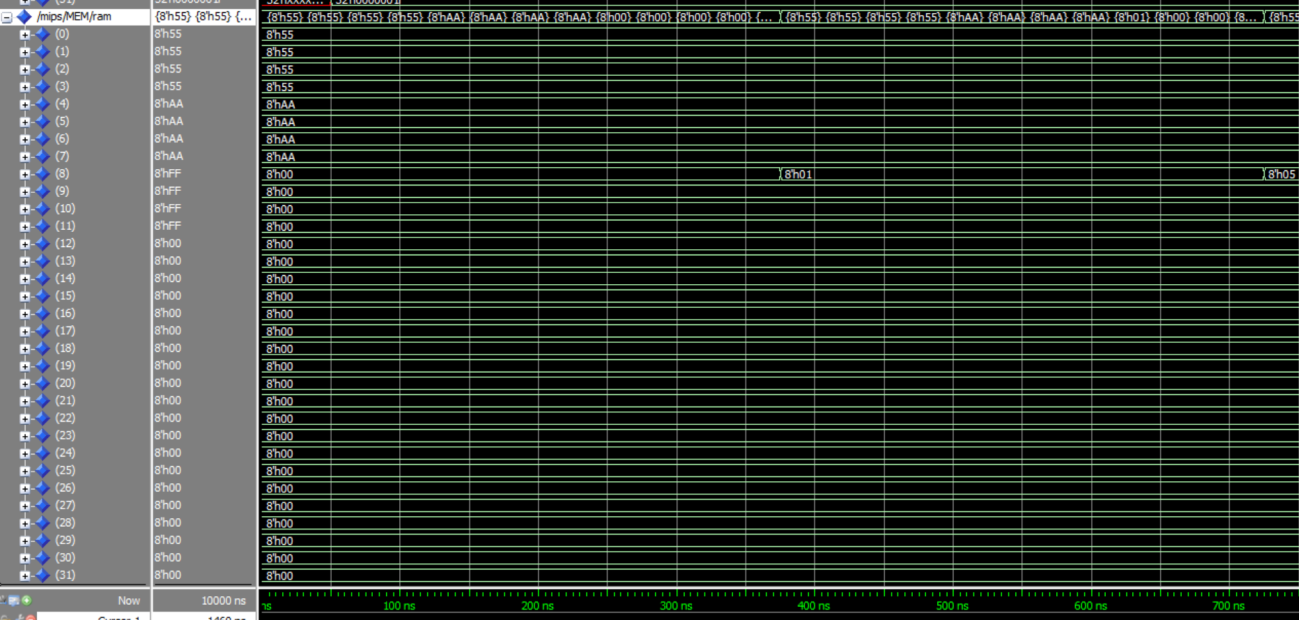 /mips/MEM/ram {8'h55} {8'h55} {... {8'h55} {8'h55} {8'h55} {8'h55} {8'hAA} {8'hAA} {8'hAA} {8'hAA} {8'h00} {8'h00} {8'h00} {8'h00} {... {8'h55} {8'h55} {8'h55} {8'h55} {8'hAA} {8'hAA} {8'hAA} {8'hAA} {8'h01} {8'h00} {8'h00} {8... {8'h55
(0) 8'h55 8'h55
(1) 8'h55 8'h55
(2) 8'h55 8'h55
(3) 8'h55 8'h55
(4) 8'hAA 8'hAA
(5) 8'hAA 8'hAA
(6) 8'hAA 8'hAA
(7) 8'hAA 8'hAA
(8) 8'hFF 8'h00 8'h01 8'h05
(9) 8'hFF 8'h00
(10) 8'hFF 8'h00
(11) 8'hFF 8'h00
(12) 8'h00 8'h00
(13) 8'h00 8'h00
(14) 8'h00 8'h00
(15) 8'h00 8'h00
(16) 8'h00 8'h00
(17) 8'h00 8'h00
(18) 8'h00 8'h00
(19) 8'h00 8'h00
(20) 8'h00 8'h00
(21) 8'h00 8'h00
(22) 8'h00 8'h00
(23) 8'h00 8'h00
(24) 8'h00 8'h00
(25) 8'h00 8'h00
(26) 8'h00 8'h00
(27) 8'h00 8'h00
(28) 8'h00 8'h00
(29) 8'h00 8'h00
(30) 8'h00 8'h00
(31) 8'h00 8'h00
Now 10000 ns ns 100 ns 200 ns 300 ns 400 ns 500 ns 600 ns 700 ns